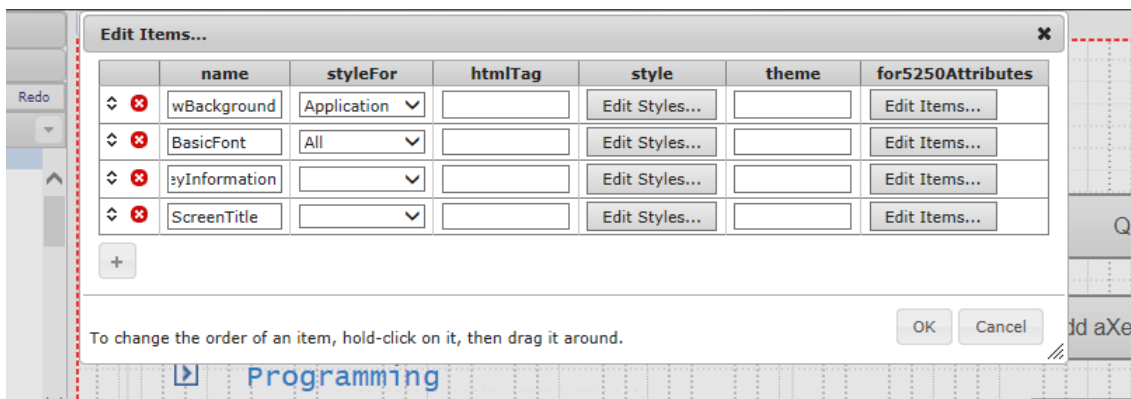 Edit Items...
name styleFor htmlTag style theme for5250Attributes
Redo
wBackground Application Edit Styles... Edit Items...
BasicFont All Edit Styles... Edit Items...
eyInformation Edit Styles... Edit Items...
ScreenTitle Edit Styles... Edit Items...
+
Q
To change the order of an item, hold-click on it, then drag it around.
OK Cancel
dd aXe
Programming